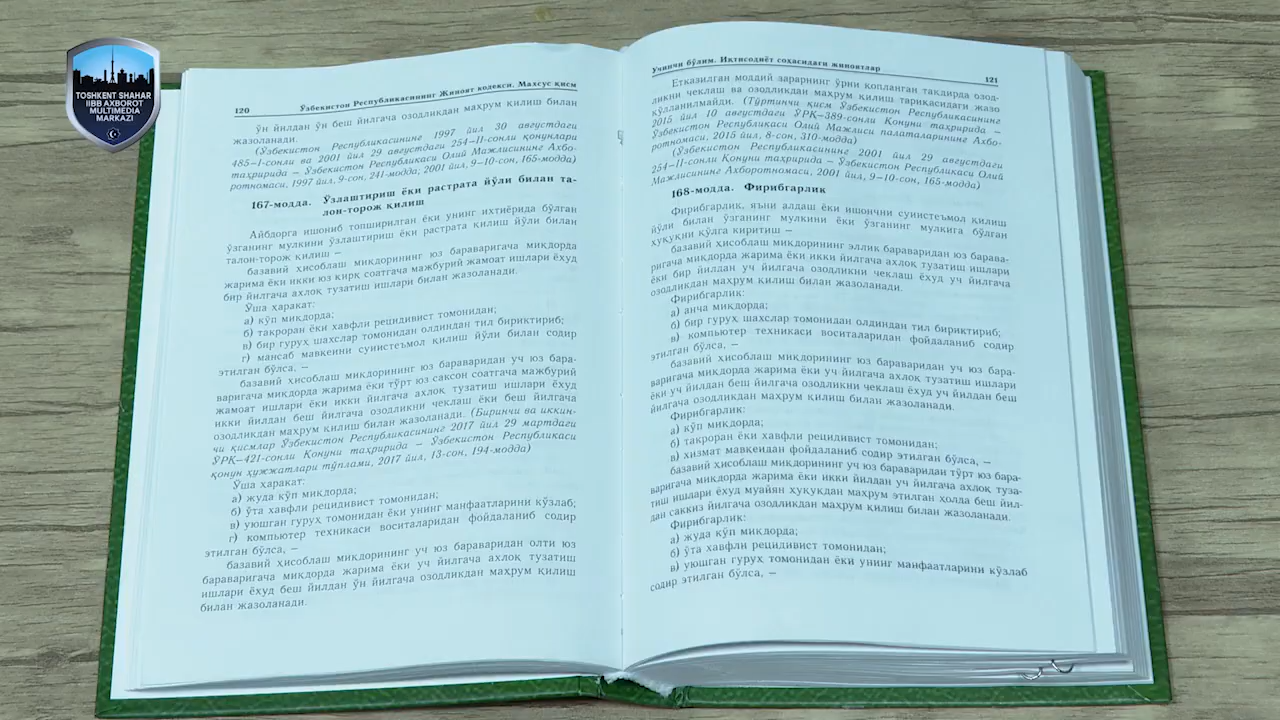 TOSHKENT SHAHAR
IIBB AXBOROT
MULTIMEDIA
MARKAZI
120 Ўзбекистон Республикасининг Жиноят кодекси. Махсус қисм
ўн йилдан ўн беш йилгача озодликдан маҳрум қилиш билан
жазоланади.
(Ўзбекистон Республикасининг 1997 йил 30 августдаги
485–I-сонли ва 2001 йил 29 августдаги 254–II-сонли қонунлари
таҳририда – Ўзбекистон Республикаси Олий Мажлисининг Ахбо-
ротномаси, 1997 йил, 9-сон, 241-модда; 2001 йил, 9–10-сон, 165-модда)
167-модда. Ўзлаштириш ёки растрата йўли билан та-
лон-торож қилиш
Айбдорга ишониб топширилган ёки унинг ихтиёрида бўлган
ўзганинг мулкини ўзлаштириш ёки растрата қилиш йўли билан
талон-торож қилиш –
базавий ҳисоблаш миқдорининг юз бараваригача миқдорда
жарима ёки икки юз қирқ соатгача мажбурий жамоат ишлари ёхуд
бир йилгача ахлоқ тузатиш ишлари билан жазоланади.
Ўша ҳаракат:
а) кўп миқдорда;
б) такроран ёки хавфли рецидивист томонидан;
в) бир гуруҳ шахслар томонидан олдиндан тил бириктириб;
г) мансаб мавқеини суиистеъмол қилиш йўли билан содир
этилган бўлса, –
базавий ҳисоблаш миқдорининг юз бараваридан уч юз бара-
варигача миқдорда жарима ёки тўрт юз саксон соатгача мажбурий
жамоат ишлари ёки икки йилгача ахлоқ тузатиш ишлари ёхуд
икки йилдан беш йилгача озодликни чеклаш ёки беш йилгача
озодликдан маҳрум қилиш билан жазоланади. (Биринчи ва иккин-
чи қисмлар Ўзбекистон Республикасининг 2017 йил 29 мартдаги
ЎРҚ–421-сонли Қонуни таҳририда – Ўзбекистон Республикаси
қонун ҳужжатлари тўплами, 2017 йил, 13-сон, 194-модда)
Ўша ҳаракат:
а) жуда кўп миқдорда;
б) ўта хавфли рецидивист томонидан;
в) уюшган гуруҳ томонидан ёки унинг манфаатларини кўзлаб;
г) компьютер техникаси воситаларидан фойдаланиб содир
этилган бўлса, –
базавий ҳисоблаш миқдорининг уч юз бараваридан олти юз
бараваригача миқдорда жарима ёки уч йилгача ахлоқ тузатиш
ишлари ёхуд беш йилдан ўн йилгача озодликдан маҳрум қилиш
билан жазоланади.
Учинчи бўлим. Иқтисодиёт соҳасидаги жиноятлар 121
Етказилган моддий зарарнинг ўрни қопланган тақдирда озод-
ликни чеклаш ва озодликдан маҳрум қилиш тариқасидаги жазо
қўлланилмайди. (Тўртинчи қисм Ўзбекистон Республикасининг
2015 йил 10 августдаги ЎРҚ–389-сонли Қонуни таҳририда –
Ўзбекистон Республикаси Олий Мажлиси палаталарининг Ахбо-
ротномаси, 2015 йил, 8-сон, 310-модда)
(Ўзбекистон Республикасининг 2001 йил 29 августдаги
254–II-сонли Қонуни таҳририда – Ўзбекистон Республикаси Олий
Мажлисининг Ахборотномаси, 2001 йил, 9–10-сон, 165-модда)
168-модда. Фирибгарлик
Фирибгарлик, яъни алдаш ёки ишончни суиистеъмол қилиш
йўли билан ўзганинг мулкини ёки ўзганинг мулкига бўлган
ҳуқуқни қўлга киритиш –
базавий ҳисоблаш миқдорининг эллик бараваридан юз барава-
ригача миқдорда жарима ёки икки йилгача ахлоқ тузатиш ишлари
ёки бир йилдан уч йилгача озодликни чеклаш ёхуд уч йилгача
озодликдан маҳрум қилиш билан жазоланади.
Фирибгарлик:
а) анча миқдорда;
б) бир гуруҳ шахслар томонидан олдиндан тил бириктириб;
в) компьютер техникаси воситаларидан фойдаланиб содир
этилган бўлса, –
базавий ҳисоблаш миқдорининг юз бараваридан уч юз бара-
варигача миқдорда жарима ёки уч йилгача ахлоқ тузатиш ишлари
ёки уч йилдан беш йилгача озодликни чеклаш ёхуд уч йилдан беш
йилгача озодликдан маҳрум қилиш билан жазоланади.
Фирибгарлик:
а) кўп миқдорда;
б) такроран ёки хавфли рецидивист томонидан;
в) хизмат мавқеидан фойдаланиб содир этилган бўлса, –
базавий ҳисоблаш миқдорининг уч юз бараваридан тўрт юз бара-
варигача миқдорда жарима ёки икки йилдан уч йилгача ахлоқ туза-
тиш ишлари ёхуд муайян ҳуқуқдан маҳрум этилган ҳолда беш йил-
дан саккиз йилгача озодликдан маҳрум қилиш билан жазоланади.
Фирибгарлик:
а) жуда кўп миқдорда;
б) ўта хавфли рецидивист томонидан;
в) уюшган гуруҳ томонидан ёки унинг манфаатларини кўзлаб
содир этилган бўлса, –